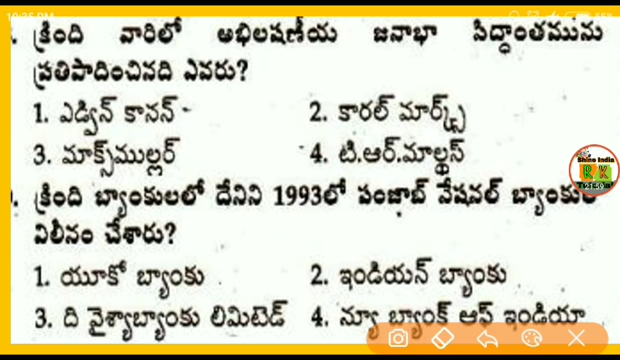 క్రింది వారిలో అభిలషణీయ జనాభా సిద్ధాంతమును
ప్రతిపాదించినది ఎవరు?
1. ఎడ్విన్ కానన్ 2. కారల్ మార్క్స్
3. మాక్స్‌ముల్లర్ 4. టి.ఆర్.మాల్థస్
Shine India
RK
Tutorial
క్రింది బ్యాంకులలో దేనిని 1993లో పంజాబ్ నేషనల్ బ్యాంకులో
విలీనం చేశారు?
1. యూకో బ్యాంకు 2. ఇండియన్ బ్యాంకు
3. ది వైశ్యాబ్యాంకు లిమిటెడ్ 4. న్యూ బ్యాంక్ ఆఫ్ ఇండియా